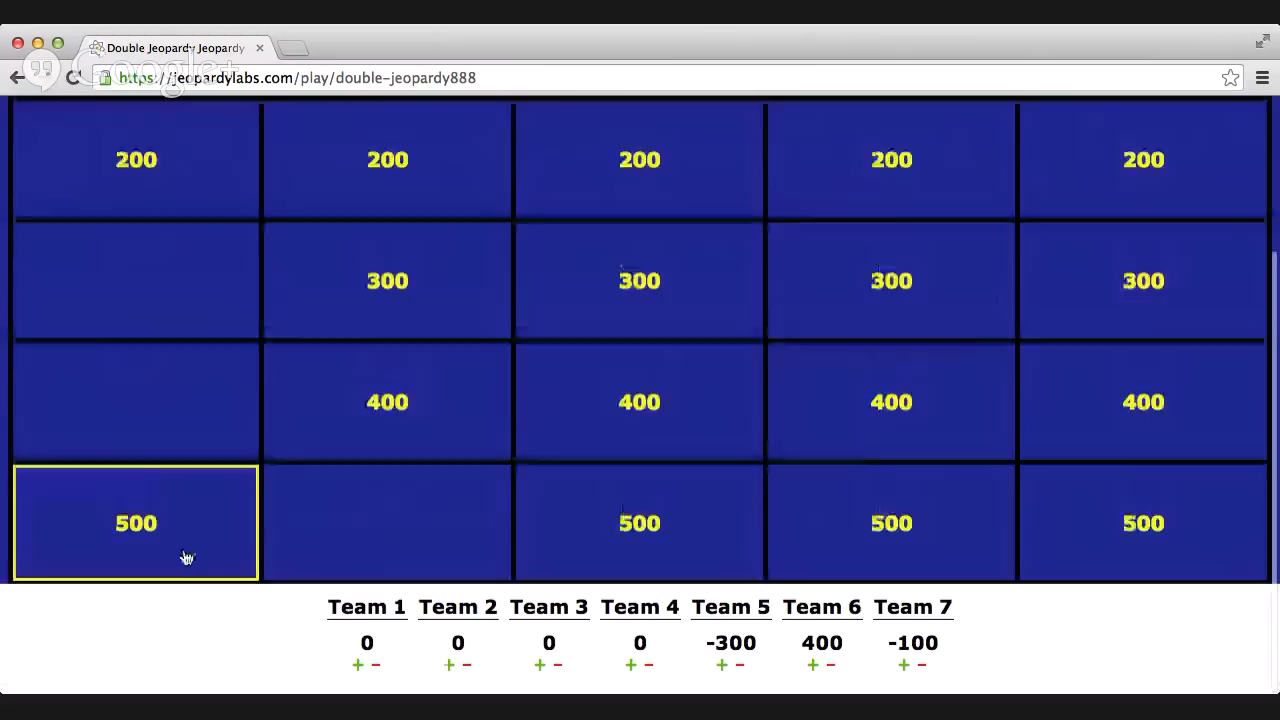 Double Jeopardy Jeopardy
Google+
https://jeopardylabs.com/play/double-jeopardy888
200 200 200 200 200
300 300 300 300
400 400 400 400
500 500 500 500
Team 1 Team 2 Team 3 Team 4 Team 5 Team 6 Team 7
0 0 0 0 -300 400 -100
+ - + - + - + - + - + - + -